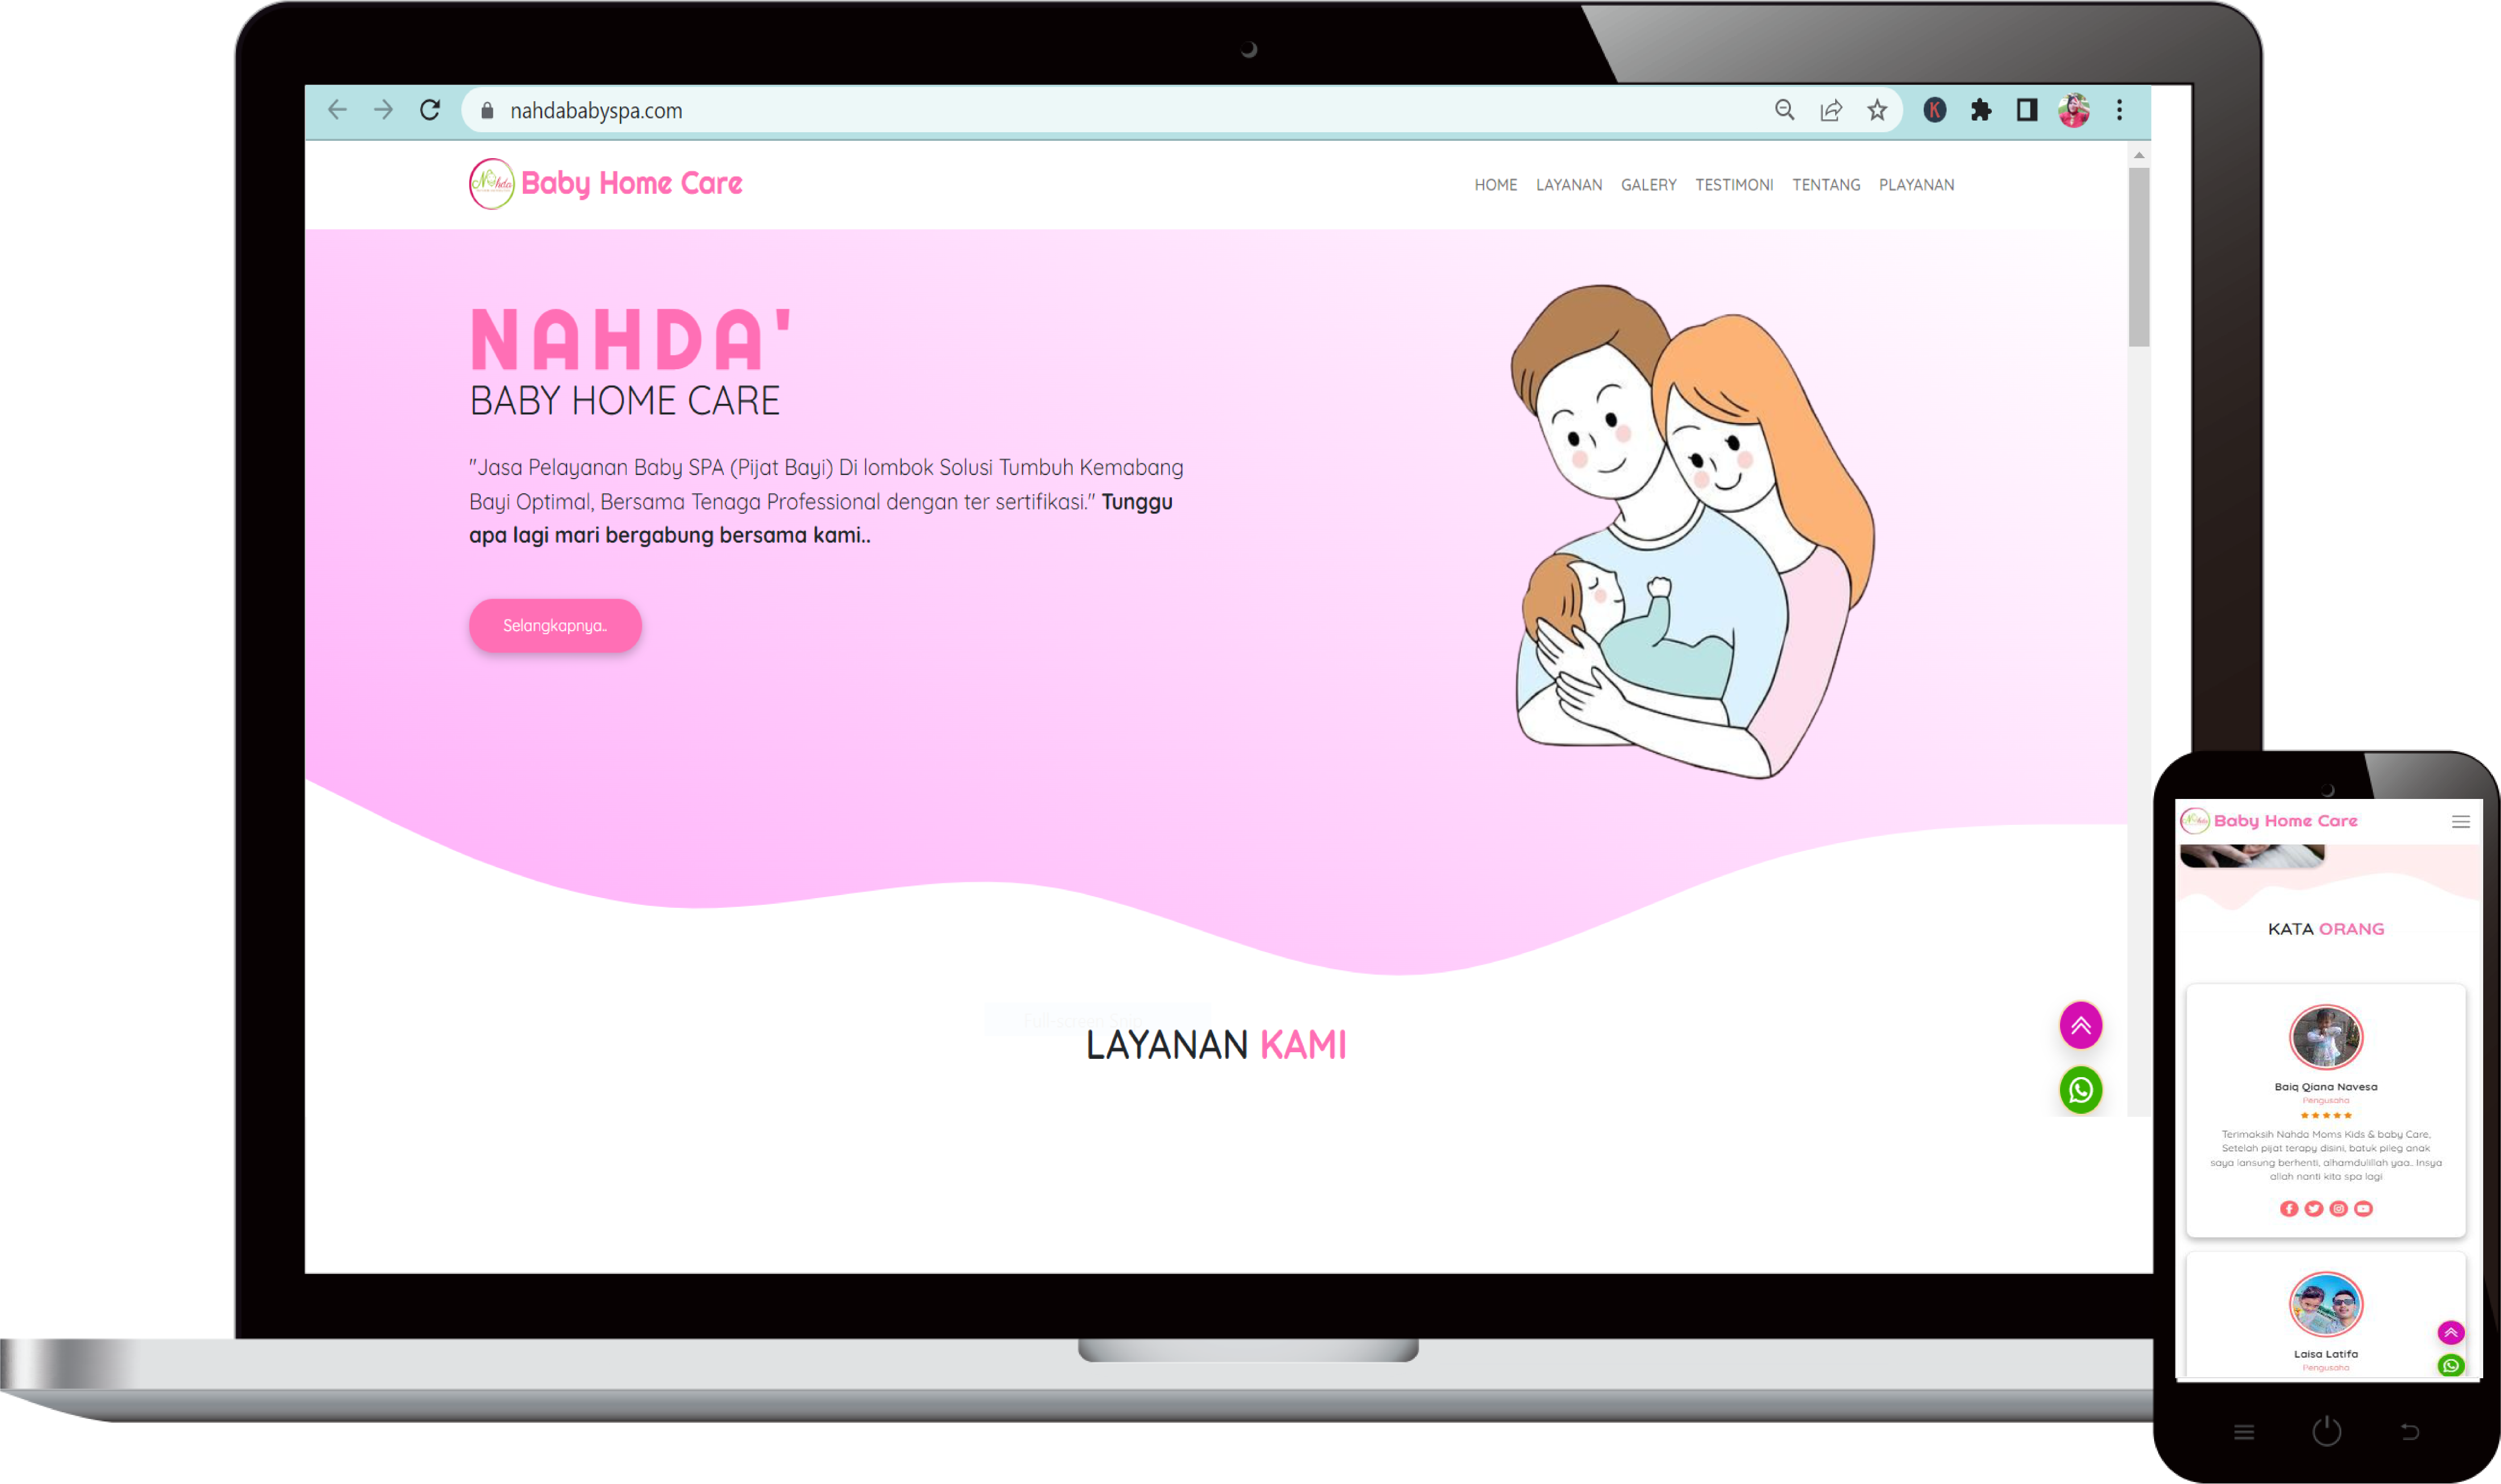 nahdababyspa.com
K
Nahda
Baby Home Care
HOME LAYANAN GALERY TESTIMONI TENTANG PLAYANAN
NAHDA'
BABY HOME CARE
"Jasa Pelayanan Baby SPA (Pijat Bayi) Di lombok Solusi Tumbuh Kemabang
Bayi Optimal, Bersama Tenaga Professional dengan ter sertifikasi." Tunggu
apa lagi mari bergabung bersama kami..
Selangkapnya..
LAYANAN KAMI
Nahda
Baby Home Care
KATA ORANG
Baiq Qiana Navesa
Pengusaha
Terimaksih Nahda Moms Kids & baby Care,
Setelah pijat terapy disini, batuk pileg anak
saya lansung berhenti, alhamdulillah yaa.. Insya
allah nanti kita spa lagi
Laisa Latifa
Pengusaha